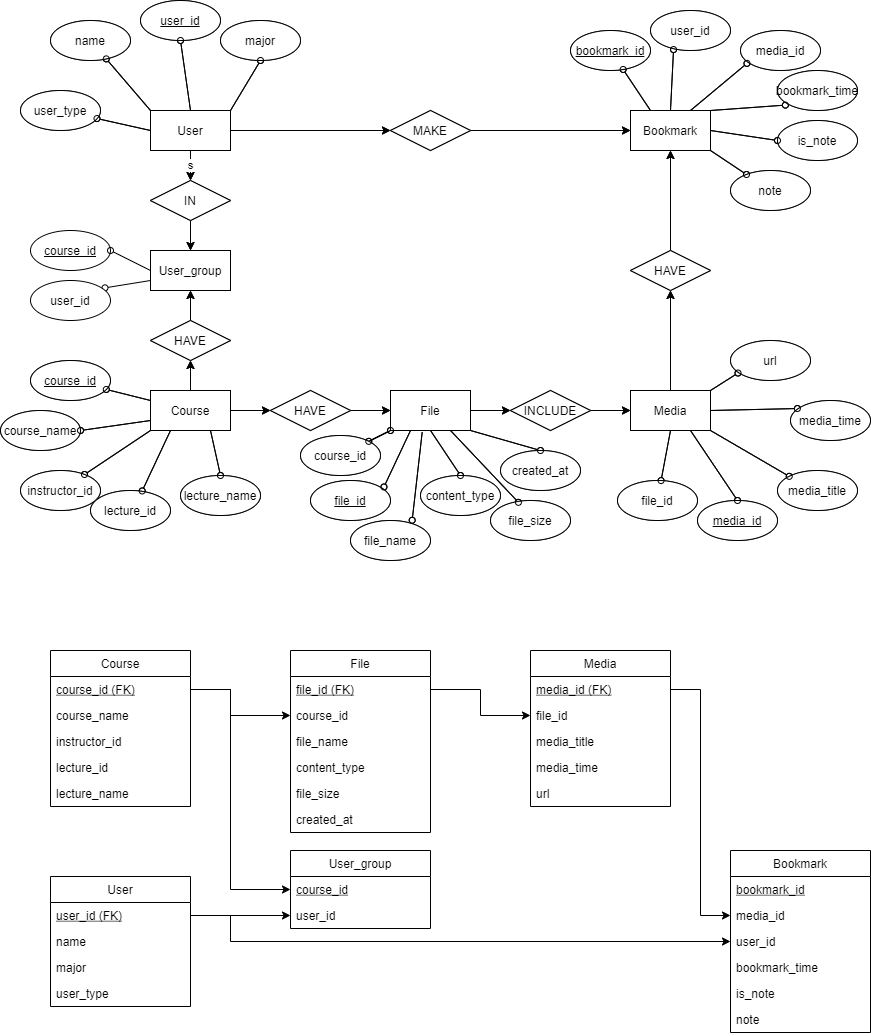 user_id
name
major
user_type
User
MAKE
bookmark_id
user_id
media_id
bookmark_time
Bookmark
is_note
note
s
IN
course_id
User_group
user_id
HAVE
HAVE
course_id
course_name
Course
HAVE
File
INCLUDE
Media
url
media_time
instructor_id
lecture_id
lecture_name
course_id
file_id
file_name
content_type
created_at
file_size
file_id
media_id
media_title
Course
course_id (FK)
course_name
instructor_id
lecture_id
lecture_name
File
file_id (FK)
course_id
file_name
content_type
file_size
created_at
Media
media_id (FK)
file_id
media_title
media_time
url
User_group
course_id
user_id
User
user_id (FK)
name
major
user_type
Bookmark
bookmark_id
media_id
user_id
bookmark_time
is_note
note